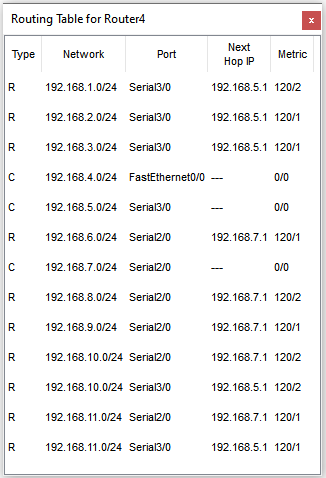 Routing Table for Router4
x
Type Network Port Next Hop IP Metric
R 192.168.1.0/24 Serial3/0 192.168.5.1 120/2
R 192.168.2.0/24 Serial3/0 192.168.5.1 120/1
R 192.168.3.0/24 Serial3/0 192.168.5.1 120/1
C 192.168.4.0/24 FastEthernet0/0 --- 0/0
C 192.168.5.0/24 Serial3/0 --- 0/0
R 192.168.6.0/24 Serial2/0 192.168.7.1 120/1
C 192.168.7.0/24 Serial2/0 --- 0/0
R 192.168.8.0/24 Serial2/0 192.168.7.1 120/2
R 192.168.9.0/24 Serial2/0 192.168.7.1 120/1
R 192.168.10.0/24 Serial2/0 192.168.7.1 120/2
R 192.168.10.0/24 Serial3/0 192.168.5.1 120/2
R 192.168.11.0/24 Serial2/0 192.168.7.1 120/1
R 192.168.11.0/24 Serial3/0 192.168.5.1 120/1